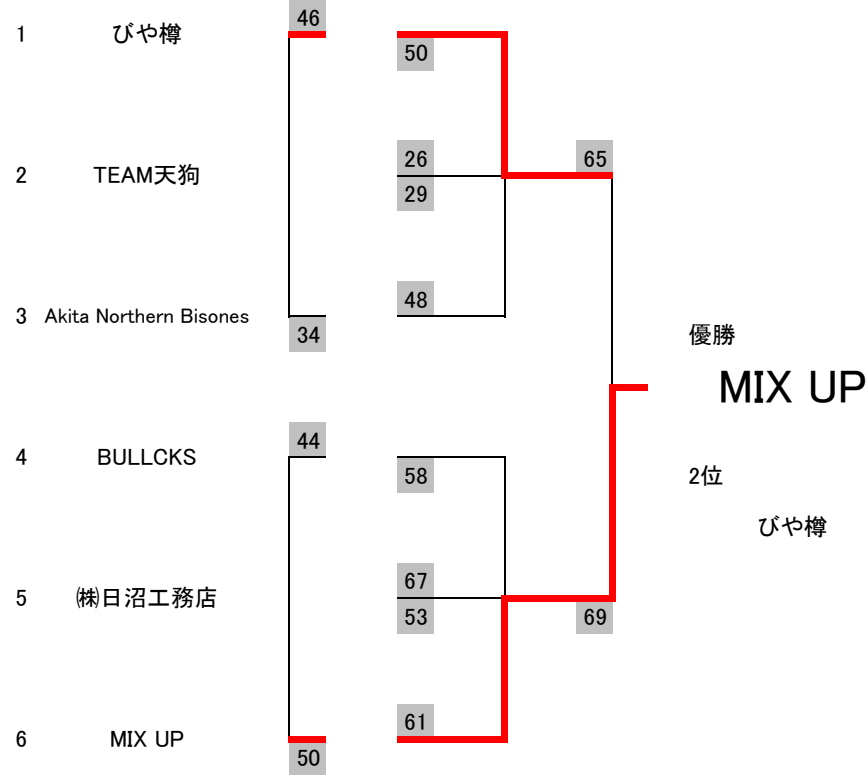 46
1 びや樽
50
26 65
2 TEAM天狗
29
48
3 Akita Northern Bisones
34 優勝
MIX UP
44
4 BULLCKS
58 2位
びや樽
67
5 ㈱日沼工務店
53 69
61
6 MIX UP
50